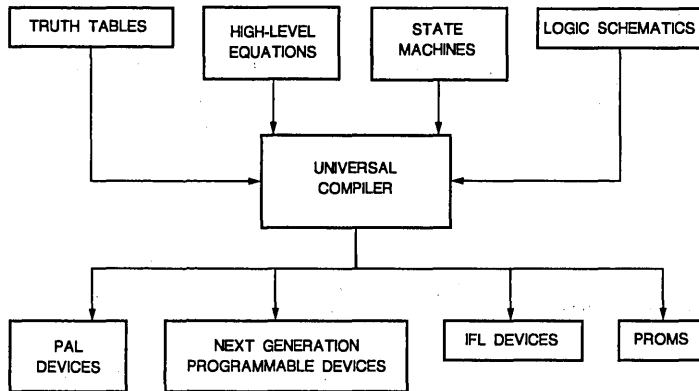 TRUTH TABLES
HIGH-LEVEL
EQUATIONS
STATE
MACHINES
LOGIC SCHEMATICS
UNIVERSAL
COMPILER
PAL
DEVICES
NEXT GENERATION
PROGRAMMABLE DEVICES
IFL DEVICES
PROMS